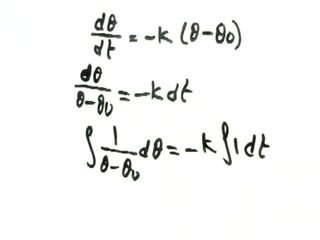 dθ/dt = -k (θ-θ₀)
dθ/θ-θ₀ = -k dt
∫ 1/θ-θ₀ dθ = -k ∫ 1 dt